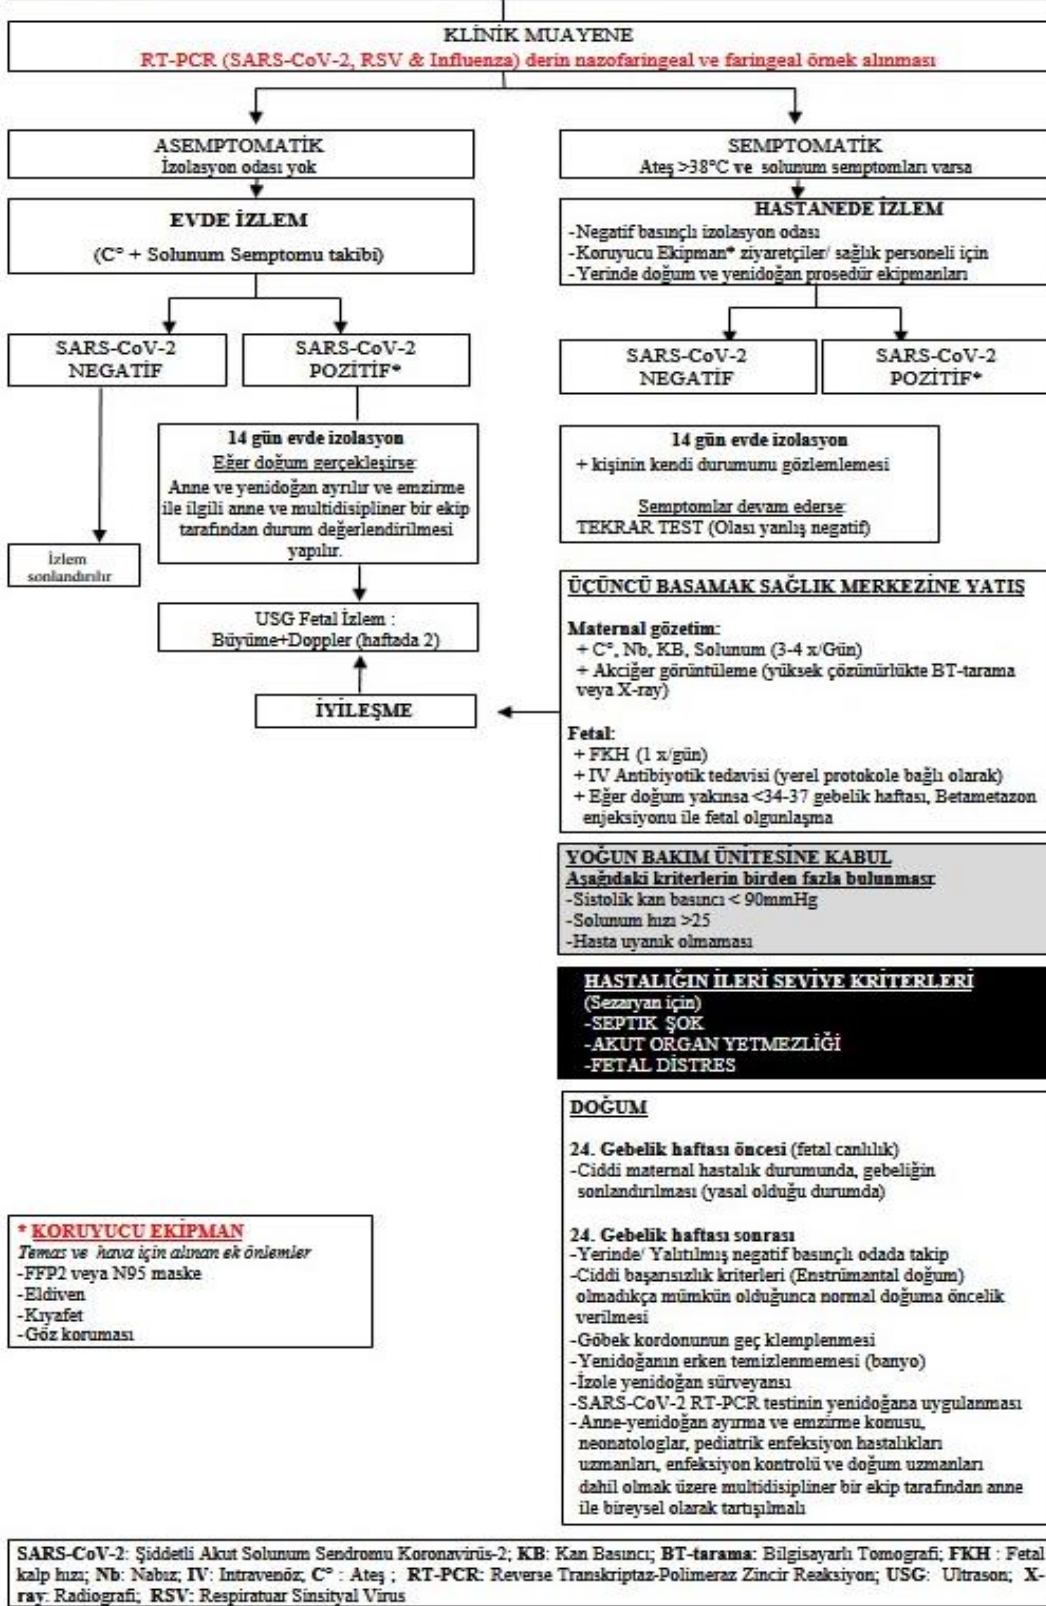 KLİNİK MUAYENE
RT-PCR (SARS-CoV-2, RSV & Influenza) derin nazofaringeal ve faringeal örnek alınması
ASEMPTOMATİK
İzolasyon odası yok
SEMPTOMATİK
Ateş >38°C ve solunum semptomları varsa
EVDE İZLEM
(C° + Solunum Semptomu takibi)
HASTANEDE İZLEM
-Negatif basınçlı izolasyon odası
-Koruyucu Ekipman* ziyaretçiler/ sağlık personeli için
-Yerinde doğum ve yenidoğan prosedür ekipmanları
SARS-CoV-2
NEGATİF
SARS-CoV-2
POZİTİF*
SARS-CoV-2
NEGATİF
SARS-CoV-2
POZİTİF*
14 gün evde izolasyon
Eğer doğum gerçekleşirse:
Anne ve yenidoğan ayrılır ve emzirme
ile ilgili anne ve multidisipliner bir ekip
tarafından durum değerlendirilmesi
yapılır.
14 gün evde izolasyon
+ kişinin kendi durumunu gözlemlemesi
Semptomlar devam ederse:
TEKRAR TEST (Olası yanlış negatif)
İzlem
sonlandırılır
USG Fetal İzlem :
Büyüme+Doppler (haftada 2)
İYİLEŞME
ÜÇÜNCÜ BASAMAK SAĞLIK MERKEZİNE YATIŞ
Maternal gözetim:
+ C°, Nb, KB, Solunum (3-4 x/Gün)
+ Akciğer görüntüleme (yüksek çözünürlükte BT-tarama
veya X-ray)
Fetal:
+ FKH (1 x/gün)
+ IV Antibiyotik tedavisi (yerel protokole bağlı olarak)
+ Eğer doğum yakınsa <34-37 gebelik haftası, Betametazon
enjeksiyonu ile fetal olgunlaşma
YOĞUN BAKIM ÜNİTESİNE KABUL
Aşağıdaki kriterlerin birden fazla bulunması:
-Sistolik kan basıncı < 90mmHg
-Solunum hızı >25
-Hasta uyanık olmaması
HASTALIĞIN İLERİ SEVİYE KRİTERLERİ
(Sezaryan için)
-SEPTIK ŞOK
-AKUT ORGAN YETMEZLİĞİ
-FETAL DİSTRES
DOĞUM
24. Gebelik haftası öncesi (fetal canlılık)
-Ciddi maternal hastalık durumunda, gebeliğin
sonlandırılması (yasal olduğu durumda)
24. Gebelik haftası sonrası
-Yerinde/ Yalıtılmış negatif basınçlı odada takip
-Ciddi başarısızlık kriterleri (Enstrümantal doğum)
olmadıkça mümkün olduğunca normal doğuma öncelik
verilmesi
-Göbek kordonunun geç klemplenmesi
-Yenidoğanın erken temizlenmemesi (banyo)
-İzole yenidoğan sürveyansı
-SARS-CoV-2 RT-PCR testinin yenidoğana uygulanması
-Anne-yenidoğan ayırma ve emzirme konusu,
neonatologlar, pediatrik enfeksiyon hastalıkları
uzmanları, enfeksiyon kontrolü ve doğum uzmanları
dahil olmak üzere multidisipliner bir ekip tarafından anne
ile bireysel olarak tartışılmalı
* KORUYUCU EKİPMAN
Temas ve hava için alınan ek önlemler
-FFP2 veya N95 maske
-Eldiven
-Kıyafet
-Göz koruması
SARS-CoV-2: Şiddetli Akut Solunum Sendromu Koronavirüs-2; KB: Kan Basıncı; BT-tarama: Bilgisayarlı Tomografi; FKH : Fetal
kalp hızı; Nb: Nabız; IV: Intravenöz; C° : Ateş ; RT-PCR: Reverse Transkriptaz-Polimeraz Zincir Reaksiyon; USG: Ultrason; X-
ray: Radiografi; RSV: Respiratuar Sinsityal Virus